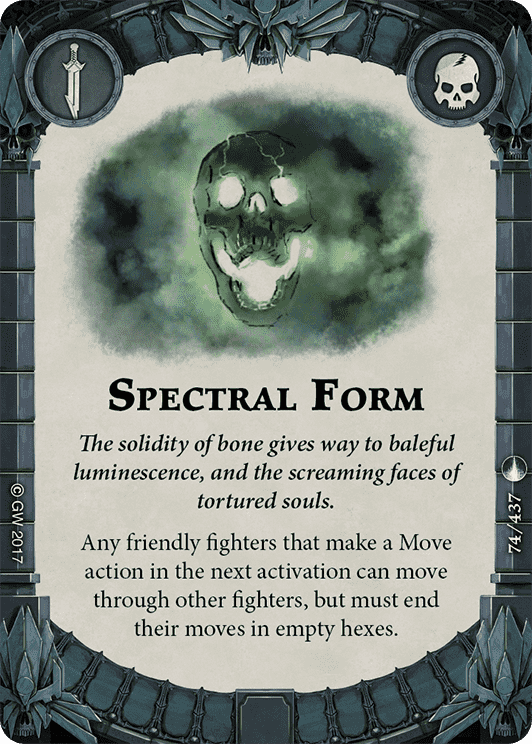 Spectral Form
The solidity of bone gives way to baleful
luminescence, and the screaming faces of
tortured souls.
Any friendly fighters that make a Move
action in the next activation can move
through other fighters, but must end
their moves in empty hexes.
© GW 2017
74/437